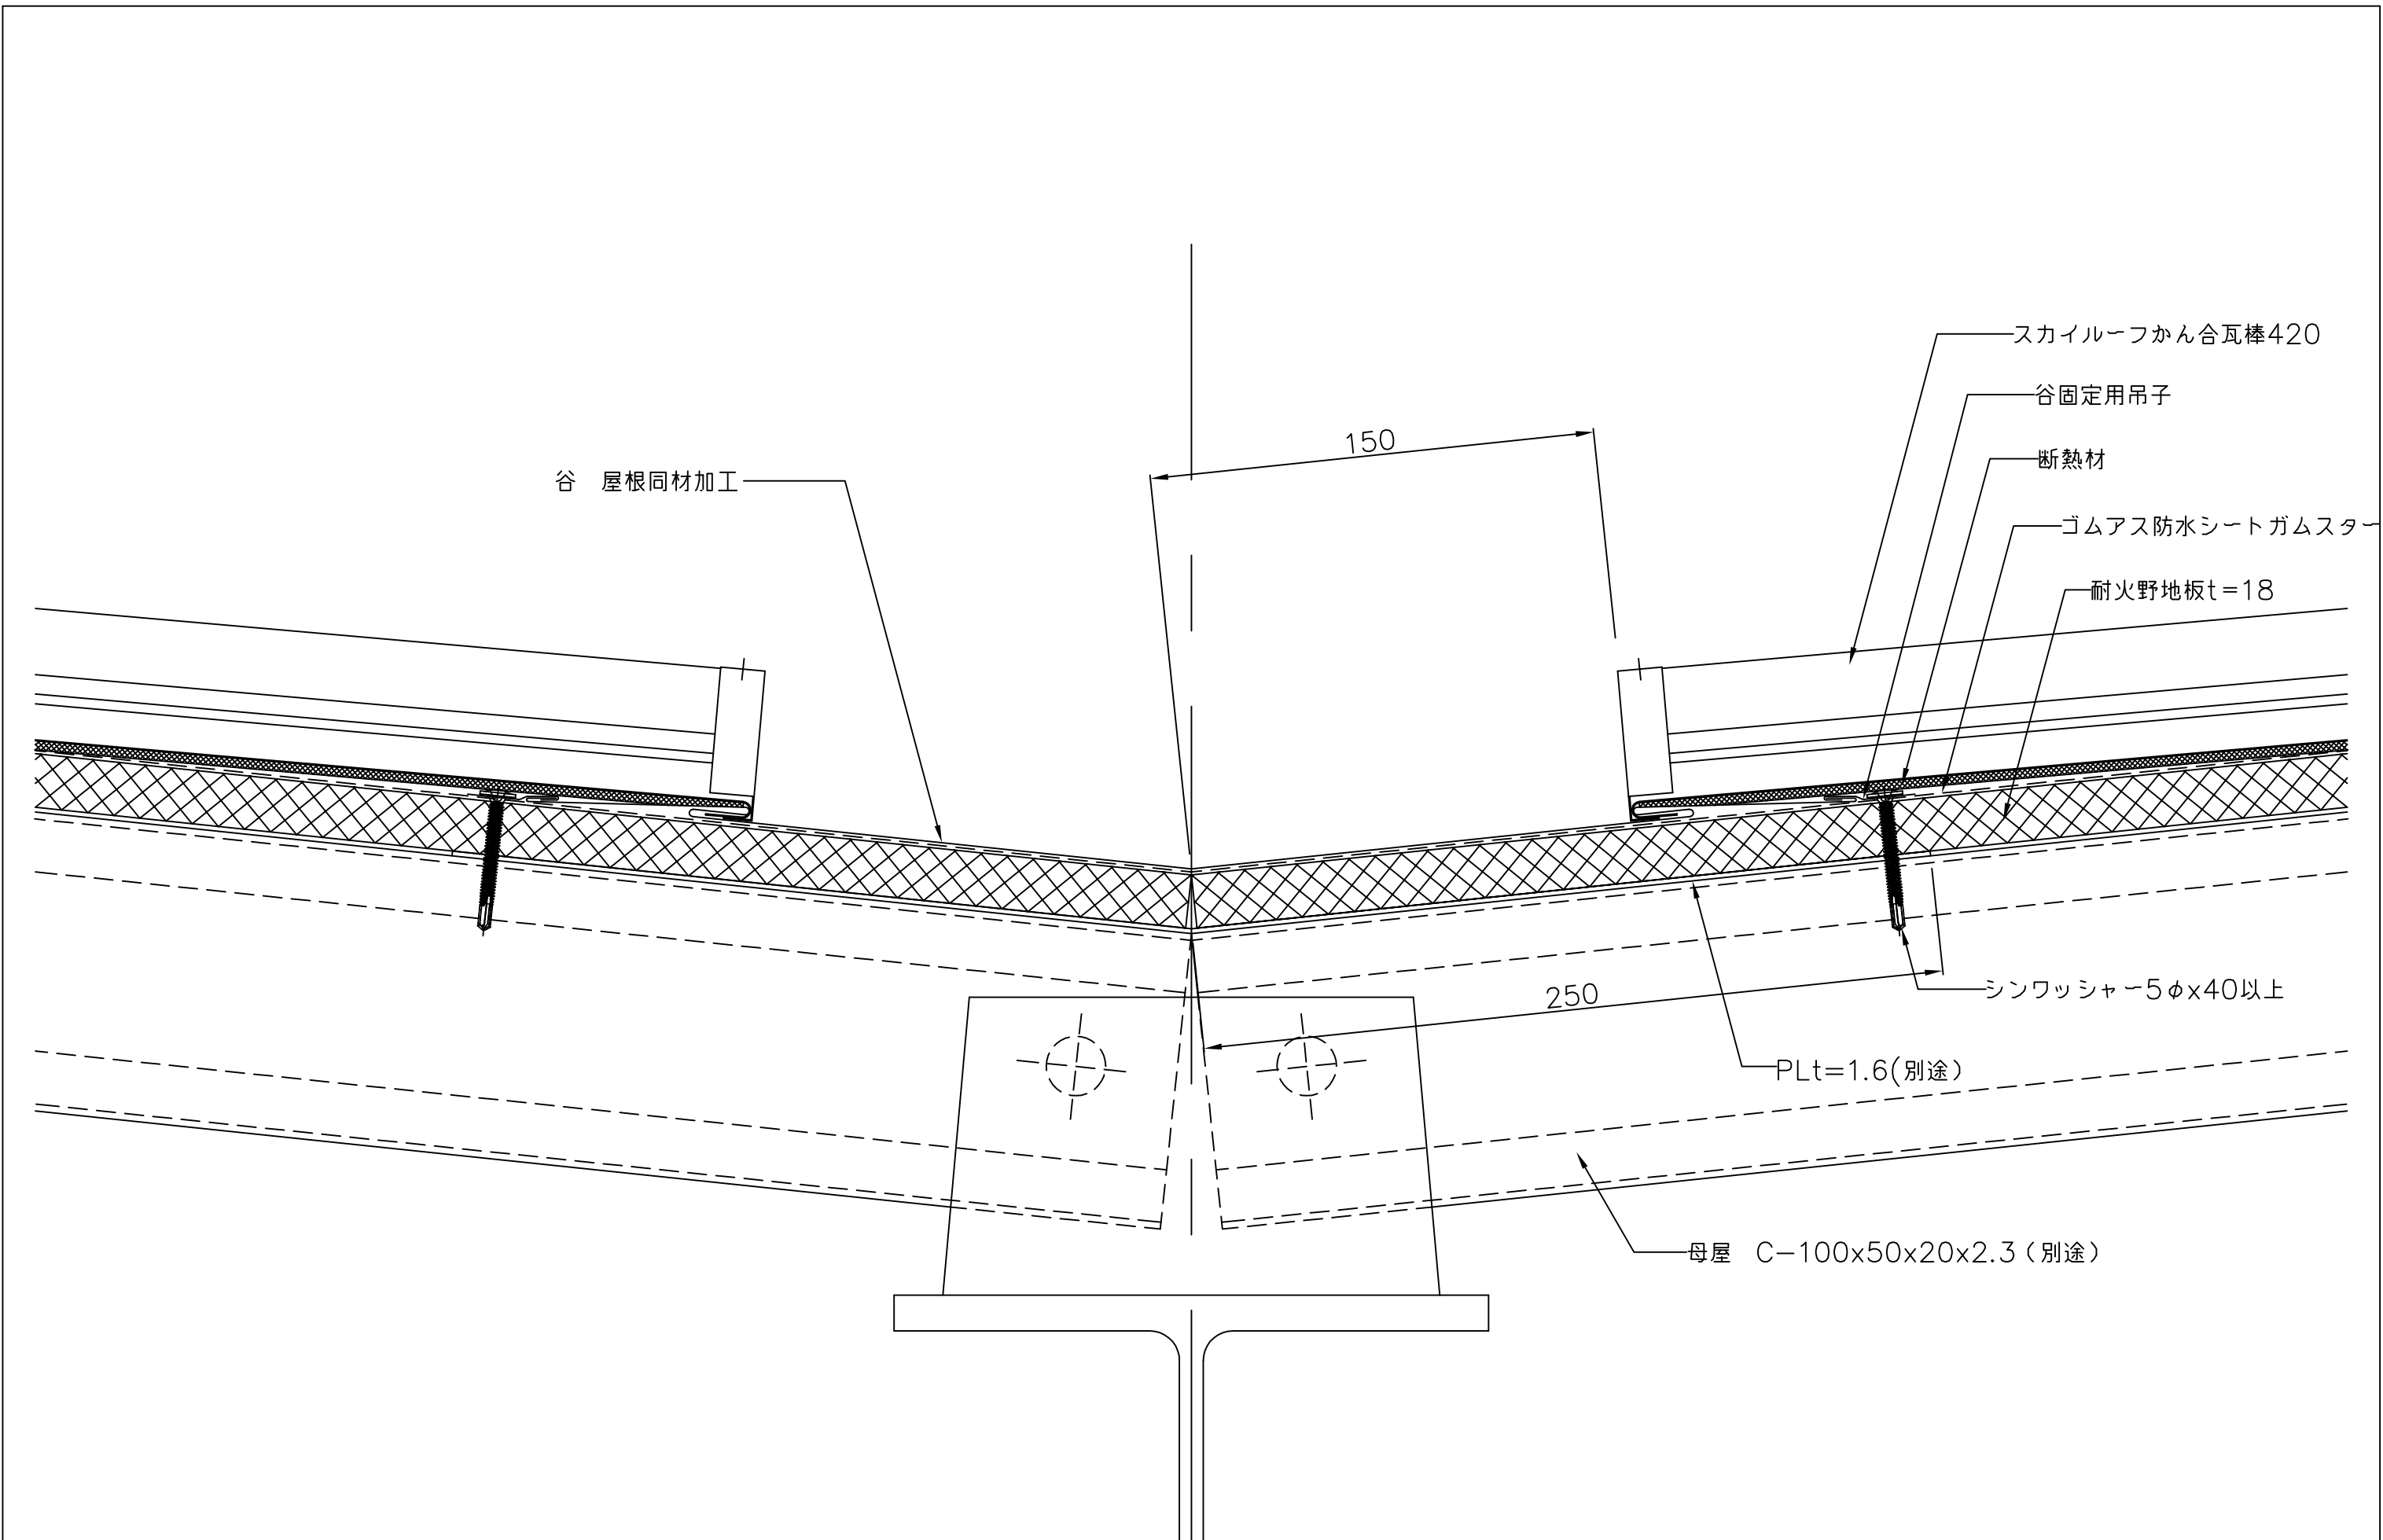 スカイルーフかん合瓦棒420
谷固定用吊子
150
断熱材
谷　屋根同材加工
ゴムアス防水シートガムスター
耐火野地板t=18
シンワッシャー5φx40以上
250
PLt=1.6(別途)
母屋　C-100x50x20x2.3(別途)